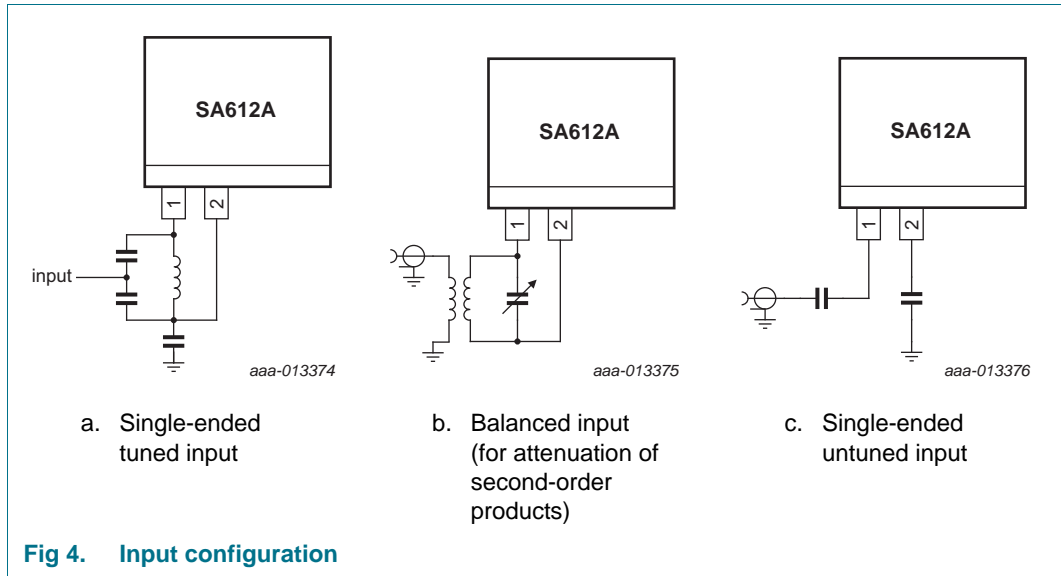 SA612A
1
2
input
aaa-013374
a. Single-ended
tuned input
SA612A
1
2
aaa-013375
b. Balanced input
(for attenuation of
second-order
products)
SA612A
1
2
aaa-013376
c. Single-ended
untuned input
Fig 4. Input configuration